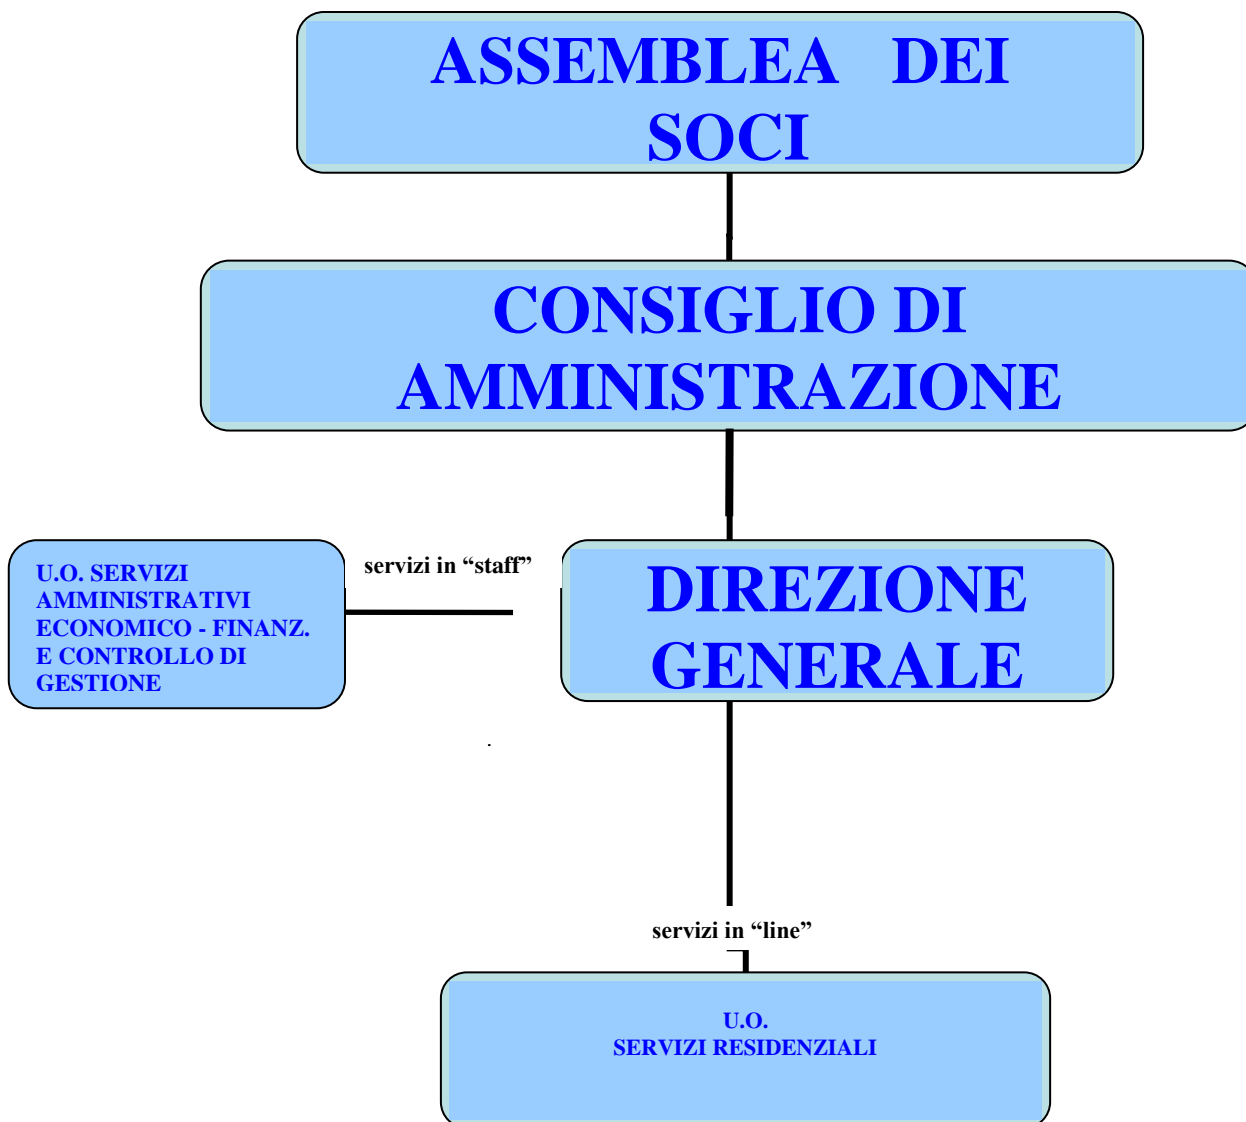 ASSEMBLEA DEI
SOCI
CONSIGLIO DI
AMMINISTRAZIONE
U.O. SERVIZI
AMMINISTRATIVI
ECONOMICO - FINANZ.
E CONTROLLO DI
GESTIONE
servizi in “staff”
DIREZIONE
GENERALE
.
servizi in “line”
U.O.
SERVIZI RESIDENZIALI